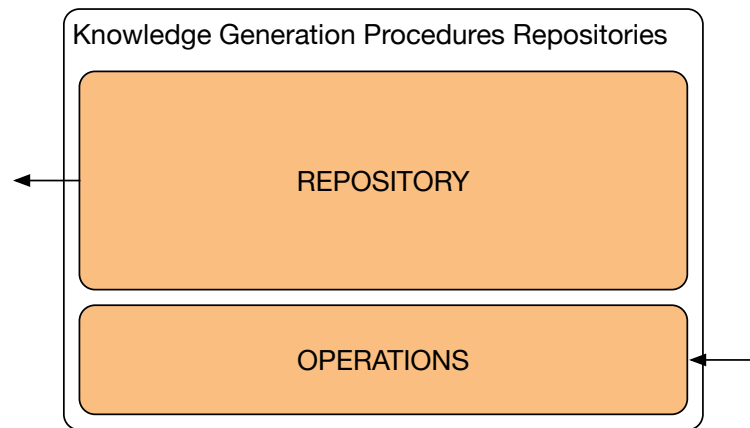 Knowledge Generation Procedures Repositories
REPOSITORY
OPERATIONS